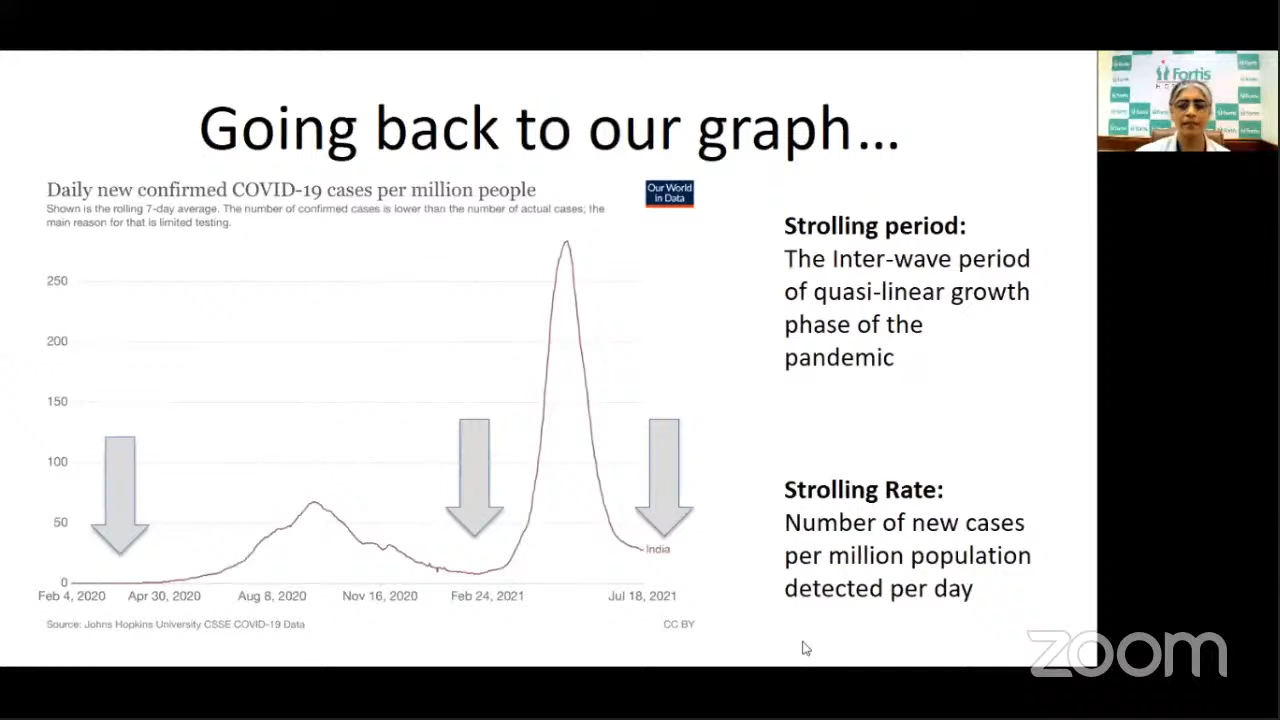 Going back to our graph...
Daily new confirmed COVID-19 cases per million people
Shown is the rolling 7-day average. The number of confirmed cases is lower than the number of actual cases; the
main reason for that is limited testing.
Our World
in Data
250
200
150
100
50
0
India
Feb 4, 2020 Apr 30, 2020 Aug 8, 2020 Nov 16, 2020 Feb 24, 2021 Jul 18, 2021
Source: Johns Hopkins University CSSE COVID-19 Data
CC BY
Strolling period:
The Inter-wave period
of quasi-linear growth
phase of the
pandemic
Strolling Rate:
Number of new cases
per million population
detected per day
Fortis
zoom